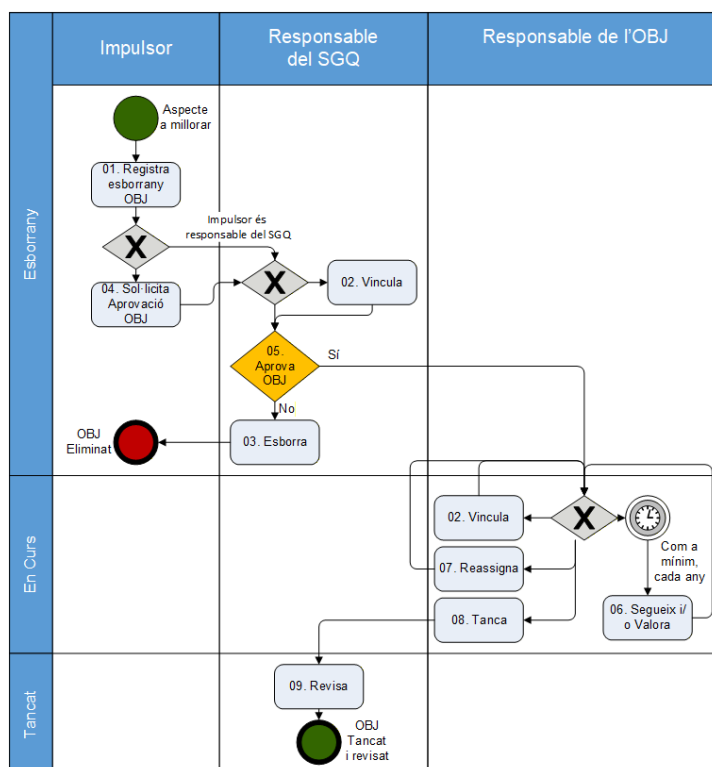 Impulsor
Responsable
del SGQ
Responsable de l'OBJ
Esborrany
Aspecte
a millorar
01. Registra
esborrany
OBJ
X
Impulsor és
responsable del SGQ
04. Sol·licita
Aprovació
OBJ
X
02. Vincula
05.
Aprova
OBJ
Sí
No
03. Esborra
OBJ
Eliminat
En Curs
02. Vincula
X
Com a
mínim,
cada any
07. Reassigna
06. Segueix i/
o Valora
08. Tanca
Tancat
09. Revisa
OBJ
Tancat
i revisat